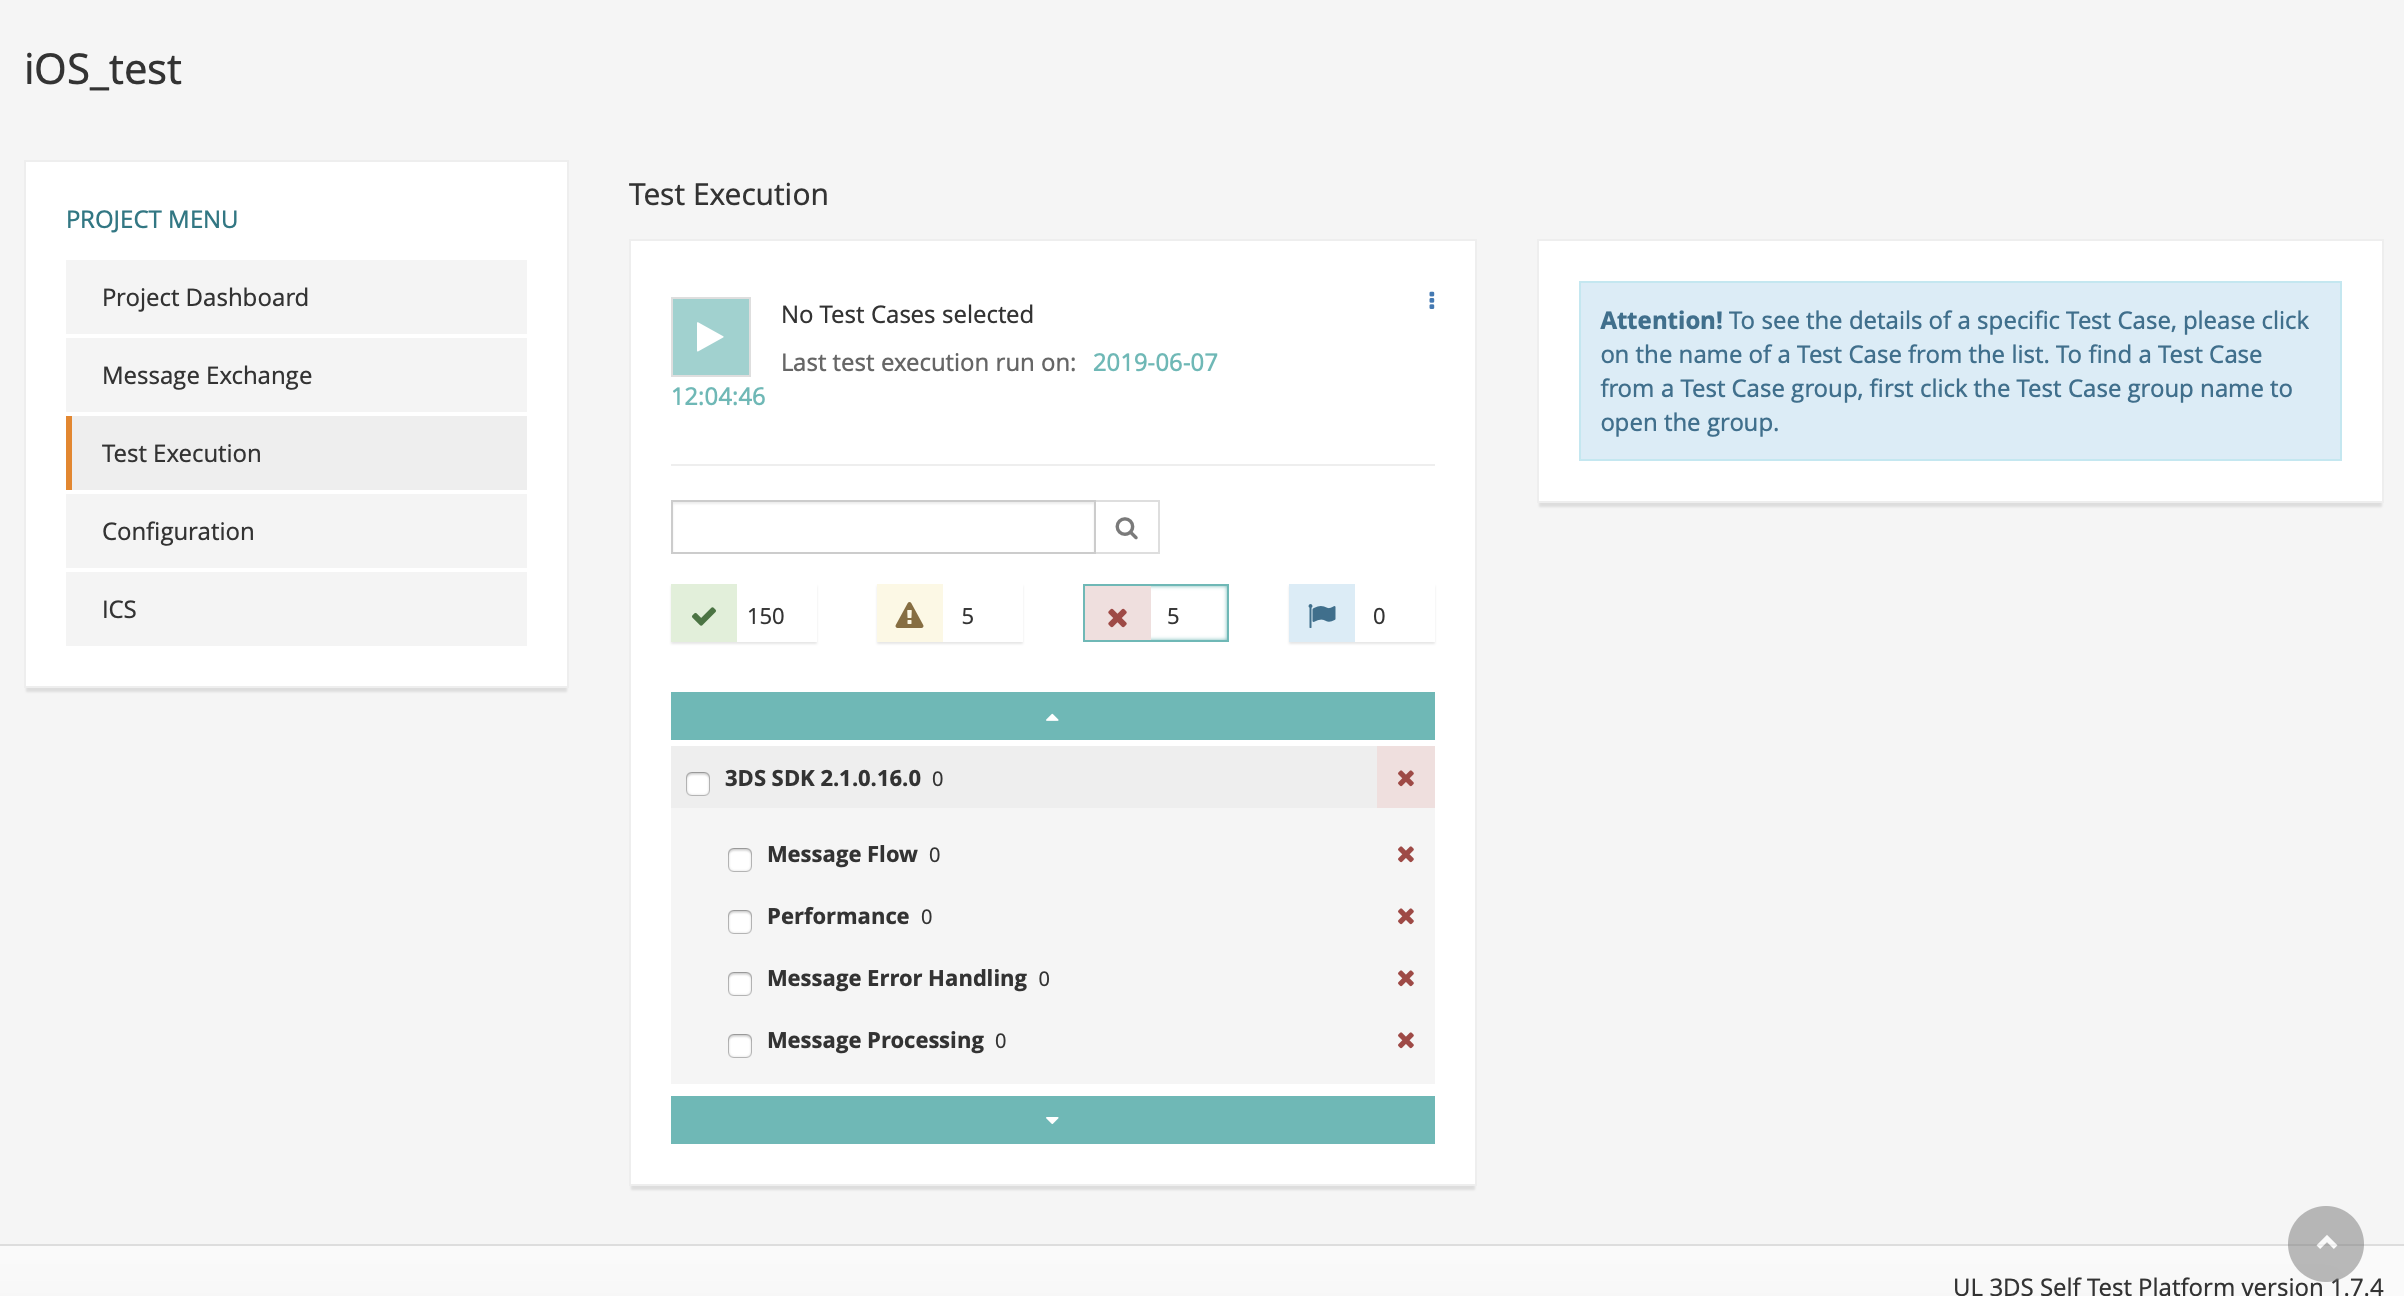 iOS_test
PROJECT MENU
Project Dashboard
Message Exchange
Test Execution
Configuration
ICS
Test Execution
No Test Cases selected
Last test execution run on: 2019-06-07
12:04:46
150
5
5
0
3DS SDK 2.1.0.16.0 0
Message Flow 0
Performance 0
Message Error Handling 0
Message Processing 0
Attention! To see the details of a specific Test Case, please click
on the name of a Test Case from the list. To find a Test Case
from a Test Case group, first click the Test Case group name to
open the group.
UL 3DS Self Test Platform version 1.7.4